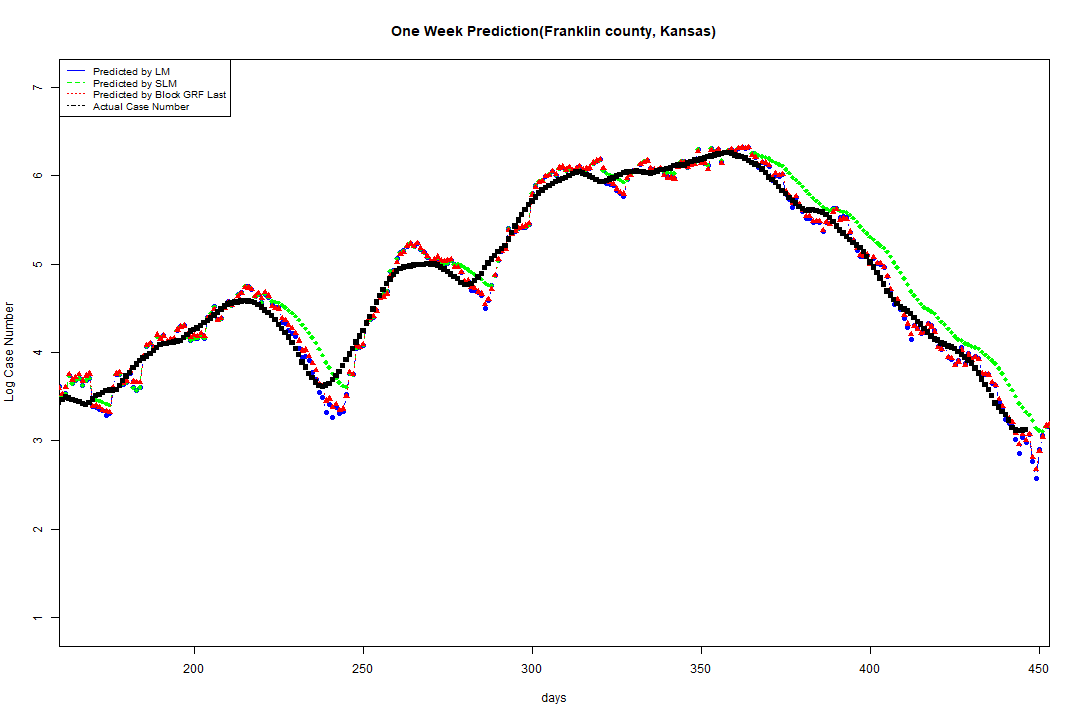 One Week Prediction(Franklin county, Kansas)
Predicted by LM
Predicted by SLM
Predicted by Block GRF Last
Actual Case Number
7
6
5
4
3
2
1
Log Case Number
200 250 300 350 400 450
days